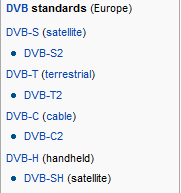 DVB standards (Europe)
DVB-S (satellite)
DVB-S2
DVB-T (terrestrial)
DVB-T2
DVB-C (cable)
DVB-C2
DVB-H (handheld)
DVB-SH (satellite)